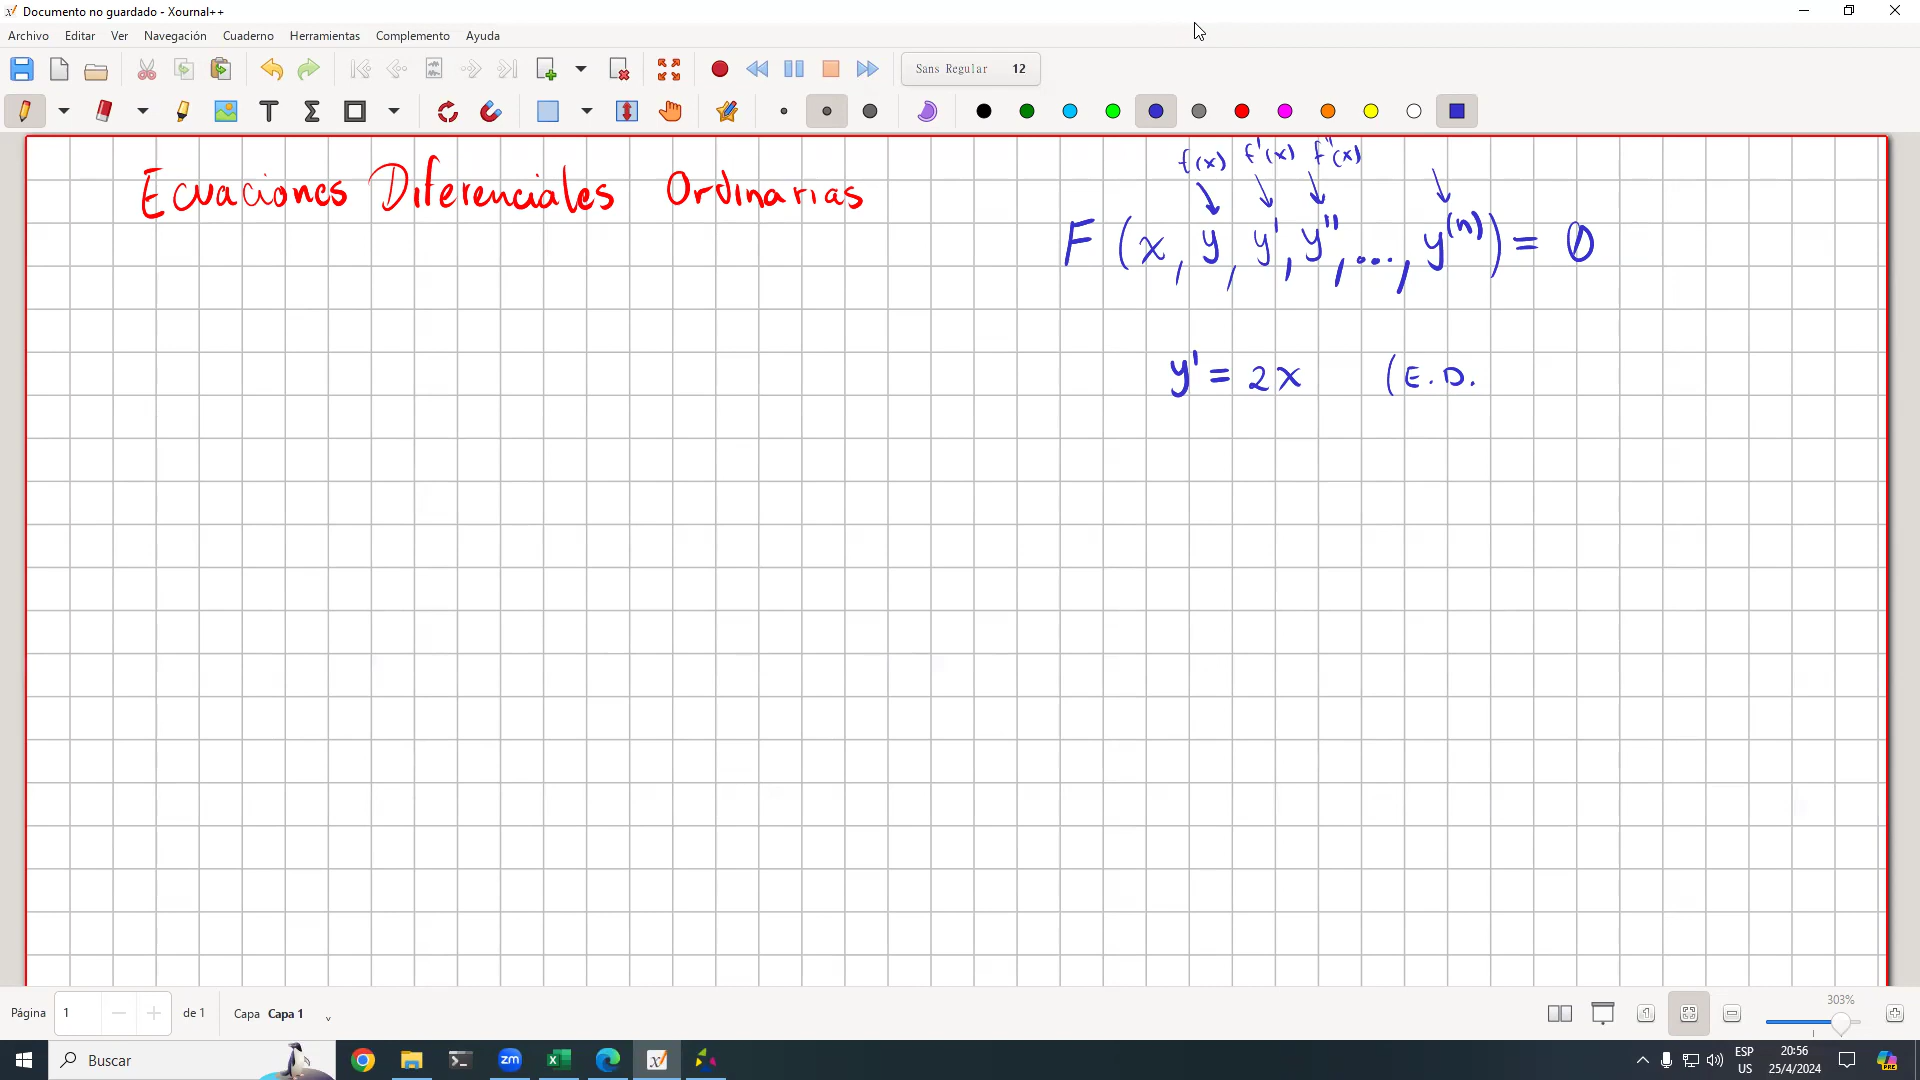 Documento no guardado - Xournal++
Archivo Editar Ver Navegación Cuaderno Herramientas Complemento Ayuda
Sans Regular 12
Ecuaciones Diferenciales Ordinarias
f(x) f'(x) f''(x)
F (x, y, y', y'', ..., y^(n)) = 0
y' = 2x (E.D.
Página 1 de 1 Capa Capa 1
303%
Buscar
zm
ESP
US
20:56
25/4/2024